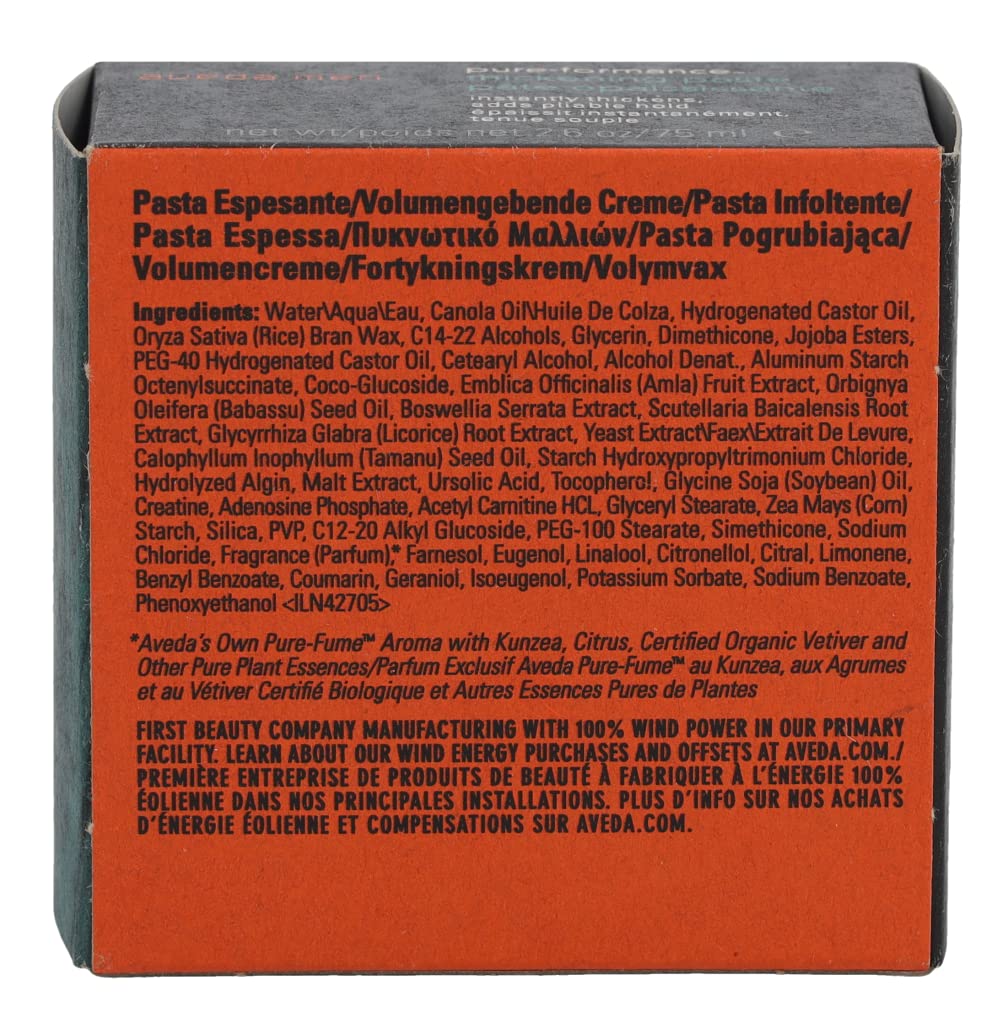 aveda men
pure-formance™
instantly thickens,
adds pliable hold
épaissit instantanément,
tenue souple
net wt/poids net 2.6 oz/75 ml ℮
Pasta Espesante/Volumengebende Creme/Pasta Infoltente/
Pasta Espessa/Πυκνωτικό Μαλλιών/Pasta Pogrubiająca/
Volumencreme/Fortykningskrem/Volymvax
Ingredients: Water\Aqua\Eau, Canola Oil\Huile De Colza, Hydrogenated Castor Oil,
Oryza Sativa (Rice) Bran Wax, C14-22 Alcohols, Glycerin, Dimethicone, Jojoba Esters,
PEG-40 Hydrogenated Castor Oil, Cetearyl Alcohol, Alcohol Denat., Aluminum Starch
Octenylsuccinate, Coco-Glucoside, Emblica Officinalis (Amla) Fruit Extract, Orbignya
Oleifera (Babassu) Seed Oil, Boswellia Serrata Extract, Scutellaria Baicalensis Root
Extract, Glycyrrhiza Glabra (Licorice) Root Extract, Yeast Extract\Faex\Extrait De Levure,
Calophyllum Inophyllum (Tamanu) Seed Oil, Starch Hydroxypropyltrimonium Chloride,
Hydrolyzed Algin, Malt Extract, Ursolic Acid, Tocopherol, Glycine Soja (Soybean) Oil,
Creatine, Adenosine Phosphate, Acetyl Carnitine HCL, Glyceryl Stearate, Zea Mays (Corn)
Starch, Silica, PVP, C12-20 Alkyl Glucoside, PEG-100 Stearate, Simethicone, Sodium
Chloride, Fragrance (Parfum),* Farnesol, Eugenol, Linalool, Citronellol, Citral, Limonene,
Benzyl Benzoate, Coumarin, Geraniol, Isoeugenol, Potassium Sorbate, Sodium Benzoate,
Phenoxyethanol <ILN42705>
*Aveda's Own Pure-Fume™ Aroma with Kunzea, Citrus, Certified Organic Vetiver and
Other Pure Plant Essences/Parfum Exclusif Aveda Pure-Fume™ au Kunzea, aux Agrumes
et au Vétiver Certifié Biologique et Autres Essences Pures de Plantes
FIRST BEAUTY COMPANY MANUFACTURING WITH 100% WIND POWER IN OUR PRIMARY
FACILITY. LEARN ABOUT OUR WIND ENERGY PURCHASES AND OFFSETS AT AVEDA.COM./
PREMIÈRE ENTREPRISE DE PRODUITS DE BEAUTÉ À FABRIQUER À L'ÉNERGIE 100%
ÉOLIENNE DANS NOS PRINCIPALES INSTALLATIONS. PLUS D'INFO SUR NOS ACHATS
D'ÉNERGIE ÉOLIENNE ET COMPENSATIONS SUR AVEDA.COM.